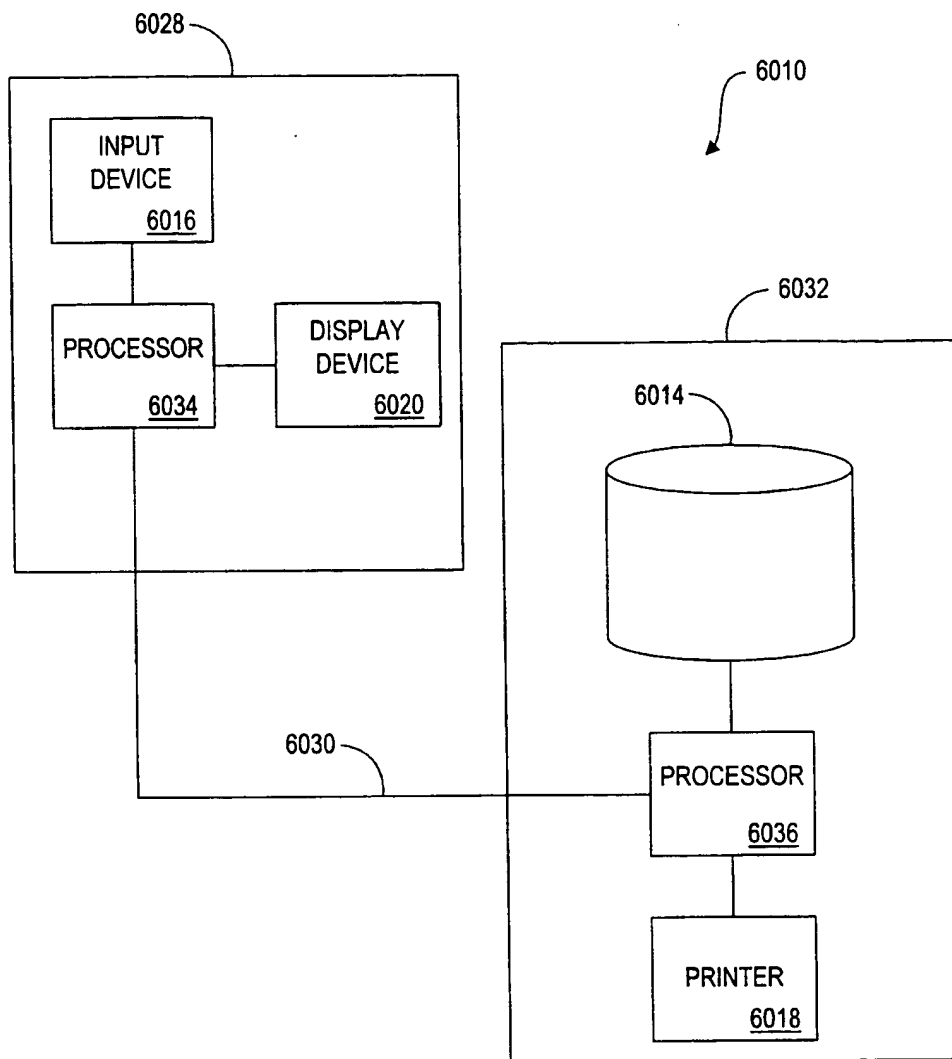 6028
6010
INPUT
DEVICE
6016
6032
PROCESSOR
6034
DISPLAY
DEVICE
6020
6014
6030
PROCESSOR
6036
PRINTER
6018